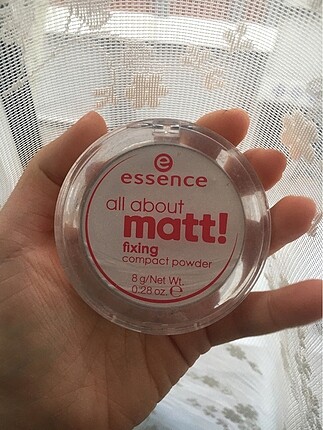 essence
all about
matt!
fixing
compact powder
8 g/Net Wt.
0.28 oz. ℮